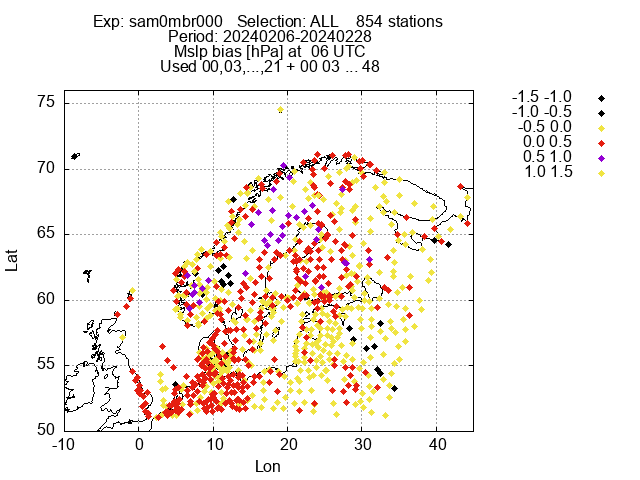 Exp: sam0mbr000 Selection: ALL 854 stations
Period: 20240206-20240228
Mslp bias [hPa] at 06 UTC
Used 00,03,...,21 + 00 03 ... 48
-1.5 -1.0
-1.0 -0.5
-0.5 0.0
0.0 0.5
0.5 1.0
1.0 1.5
75
70
65
60
55
50
Lat
-10 0 10 20 30 40
Lon